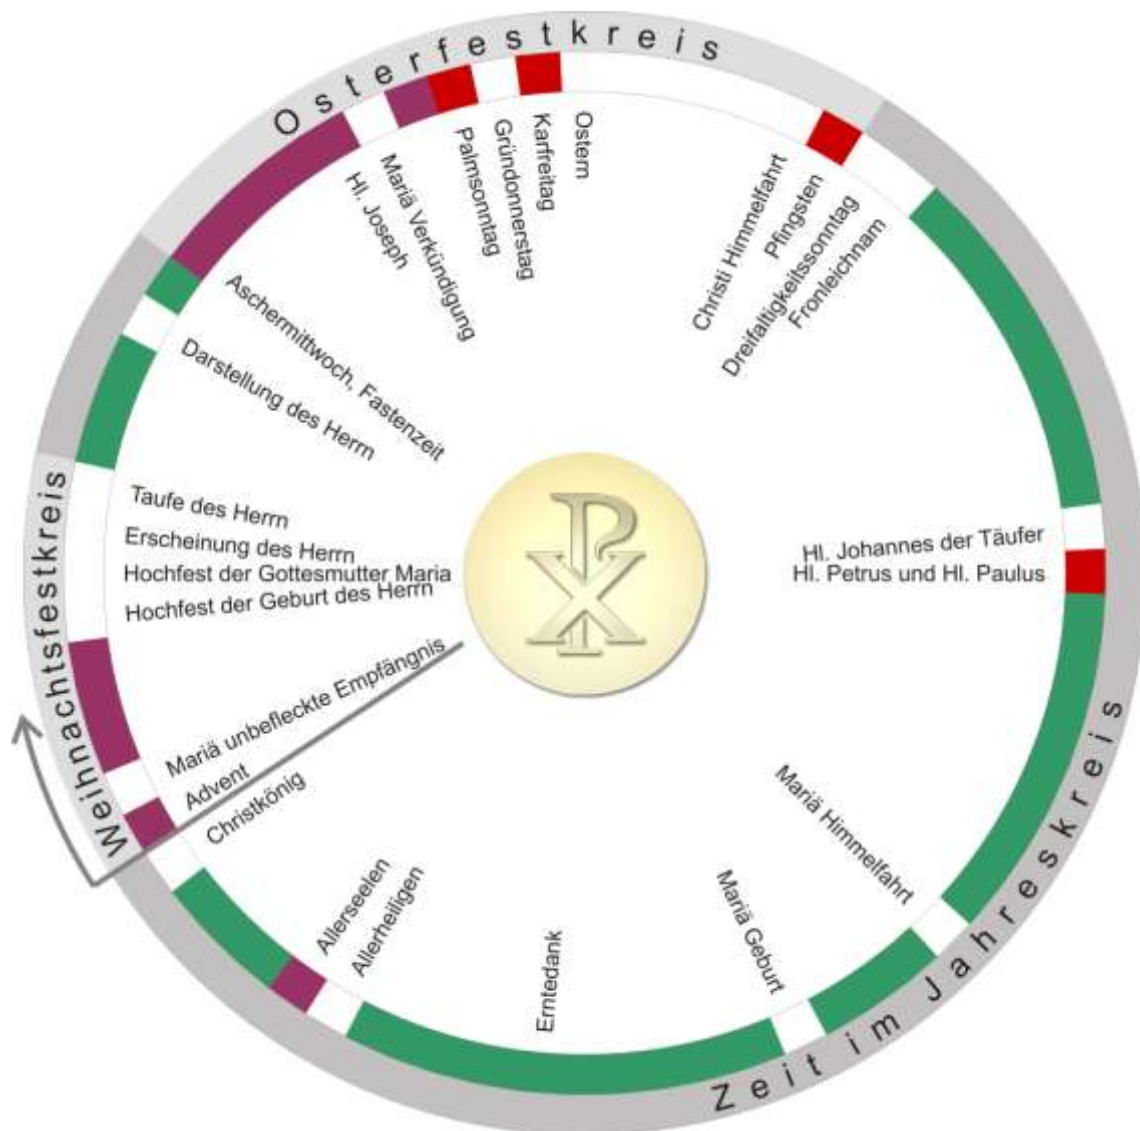 Osterfestkreis
Weihnachtsfestkreis
Zeit im Jahreskreis
Advent
Mariä unbefleckte Empfängnis
Hochfest der Geburt des Herrn
Hochfest der Gottesmutter Maria
Erscheinung des Herrn
Taufe des Herrn
Darstellung des Herrn
Aschermittwoch, Fastenzeit
Hl. Joseph
Mariä Verkündigung
Palmsonntag
Gründonnerstag
Karfreitag
Ostern
Christi Himmelfahrt
Pfingsten
Dreifaltigkeitssonntag
Fronleichnam
Hl. Johannes der Täufer
Hl. Petrus und Hl. Paulus
Mariä Himmelfahrt
Mariä Geburt
Erntedank
Allerheiligen
Allerseelen
Christkönig